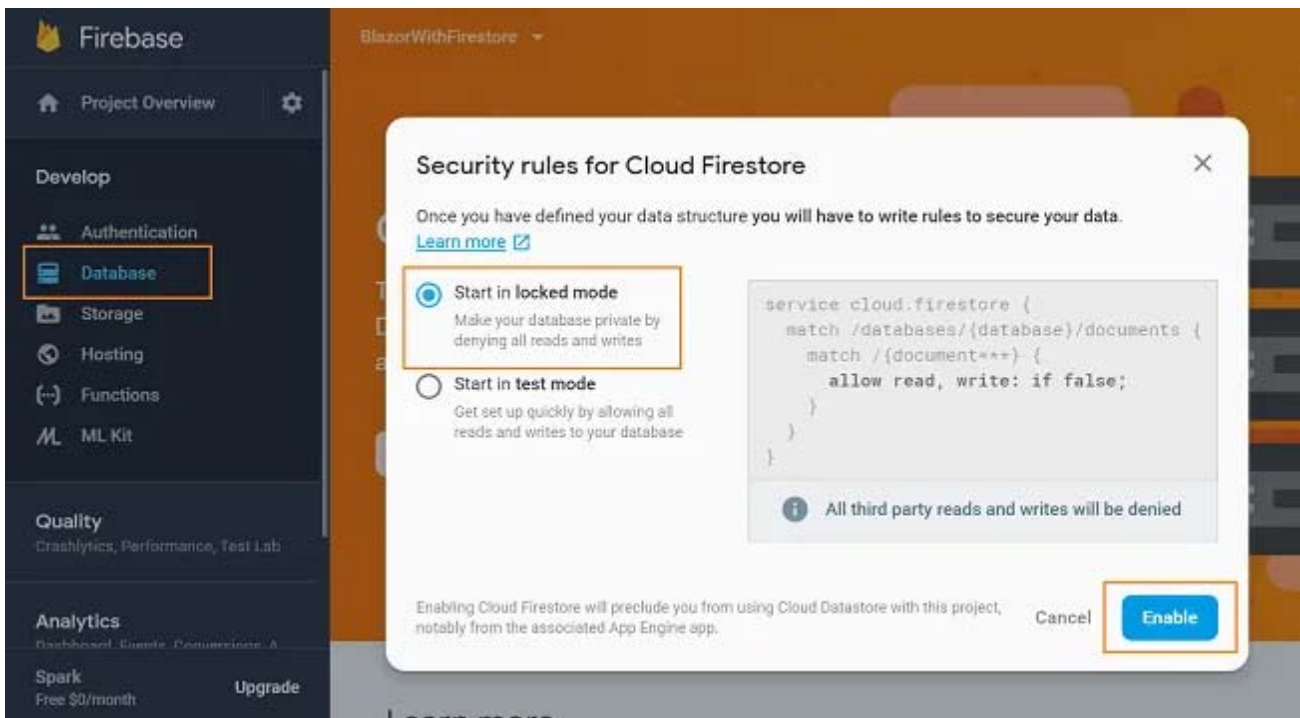 Firebase
BlazorWithFirestore
Project Overview
Develop
Authentication
Database
Storage
Hosting
Functions
ML Kit
Quality
Crashlytics, Performance, Test Lab
Analytics
Dashboard, Events, Conversions, A
Spark
Free $0/month
Upgrade
Security rules for Cloud Firestore
Once you have defined your data structure you will have to write rules to secure your data.
Learn more
Start in locked mode
Make your database private by
denying all reads and writes
Start in test mode
Get set up quickly by allowing all
reads and writes to your database
service cloud.firestore {
match /databases/{database}/documents {
match /{document=**} {
allow read, write: if false;
}
}
}
All third party reads and writes will be denied
Enabling Cloud Firestore will preclude you from using Cloud Datastore with this project,
notably from the associated App Engine app.
Cancel
Enable
Learn more